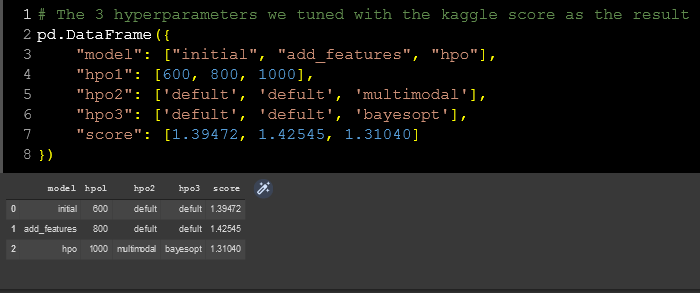 1 # The 3 hyperparameters we tuned with the kaggle score as the result
2 pd.DataFrame({
3     "model": ["initial", "add_features", "hpo"],
4     "hpo1": [600, 800, 1000],
5     "hpo2": ['defult', 'defult', 'multimodal'],
6     "hpo3": ['defult', 'defult', 'bayesopt'],
7     "score": [1.39472, 1.42545, 1.31040]
8 })
model hpo1 hpo2 hpo3 score
0 initial 600 defult defult 1.39472
1 add_features 800 defult defult 1.42545
2 hpo 1000 multimodal bayesopt 1.31040